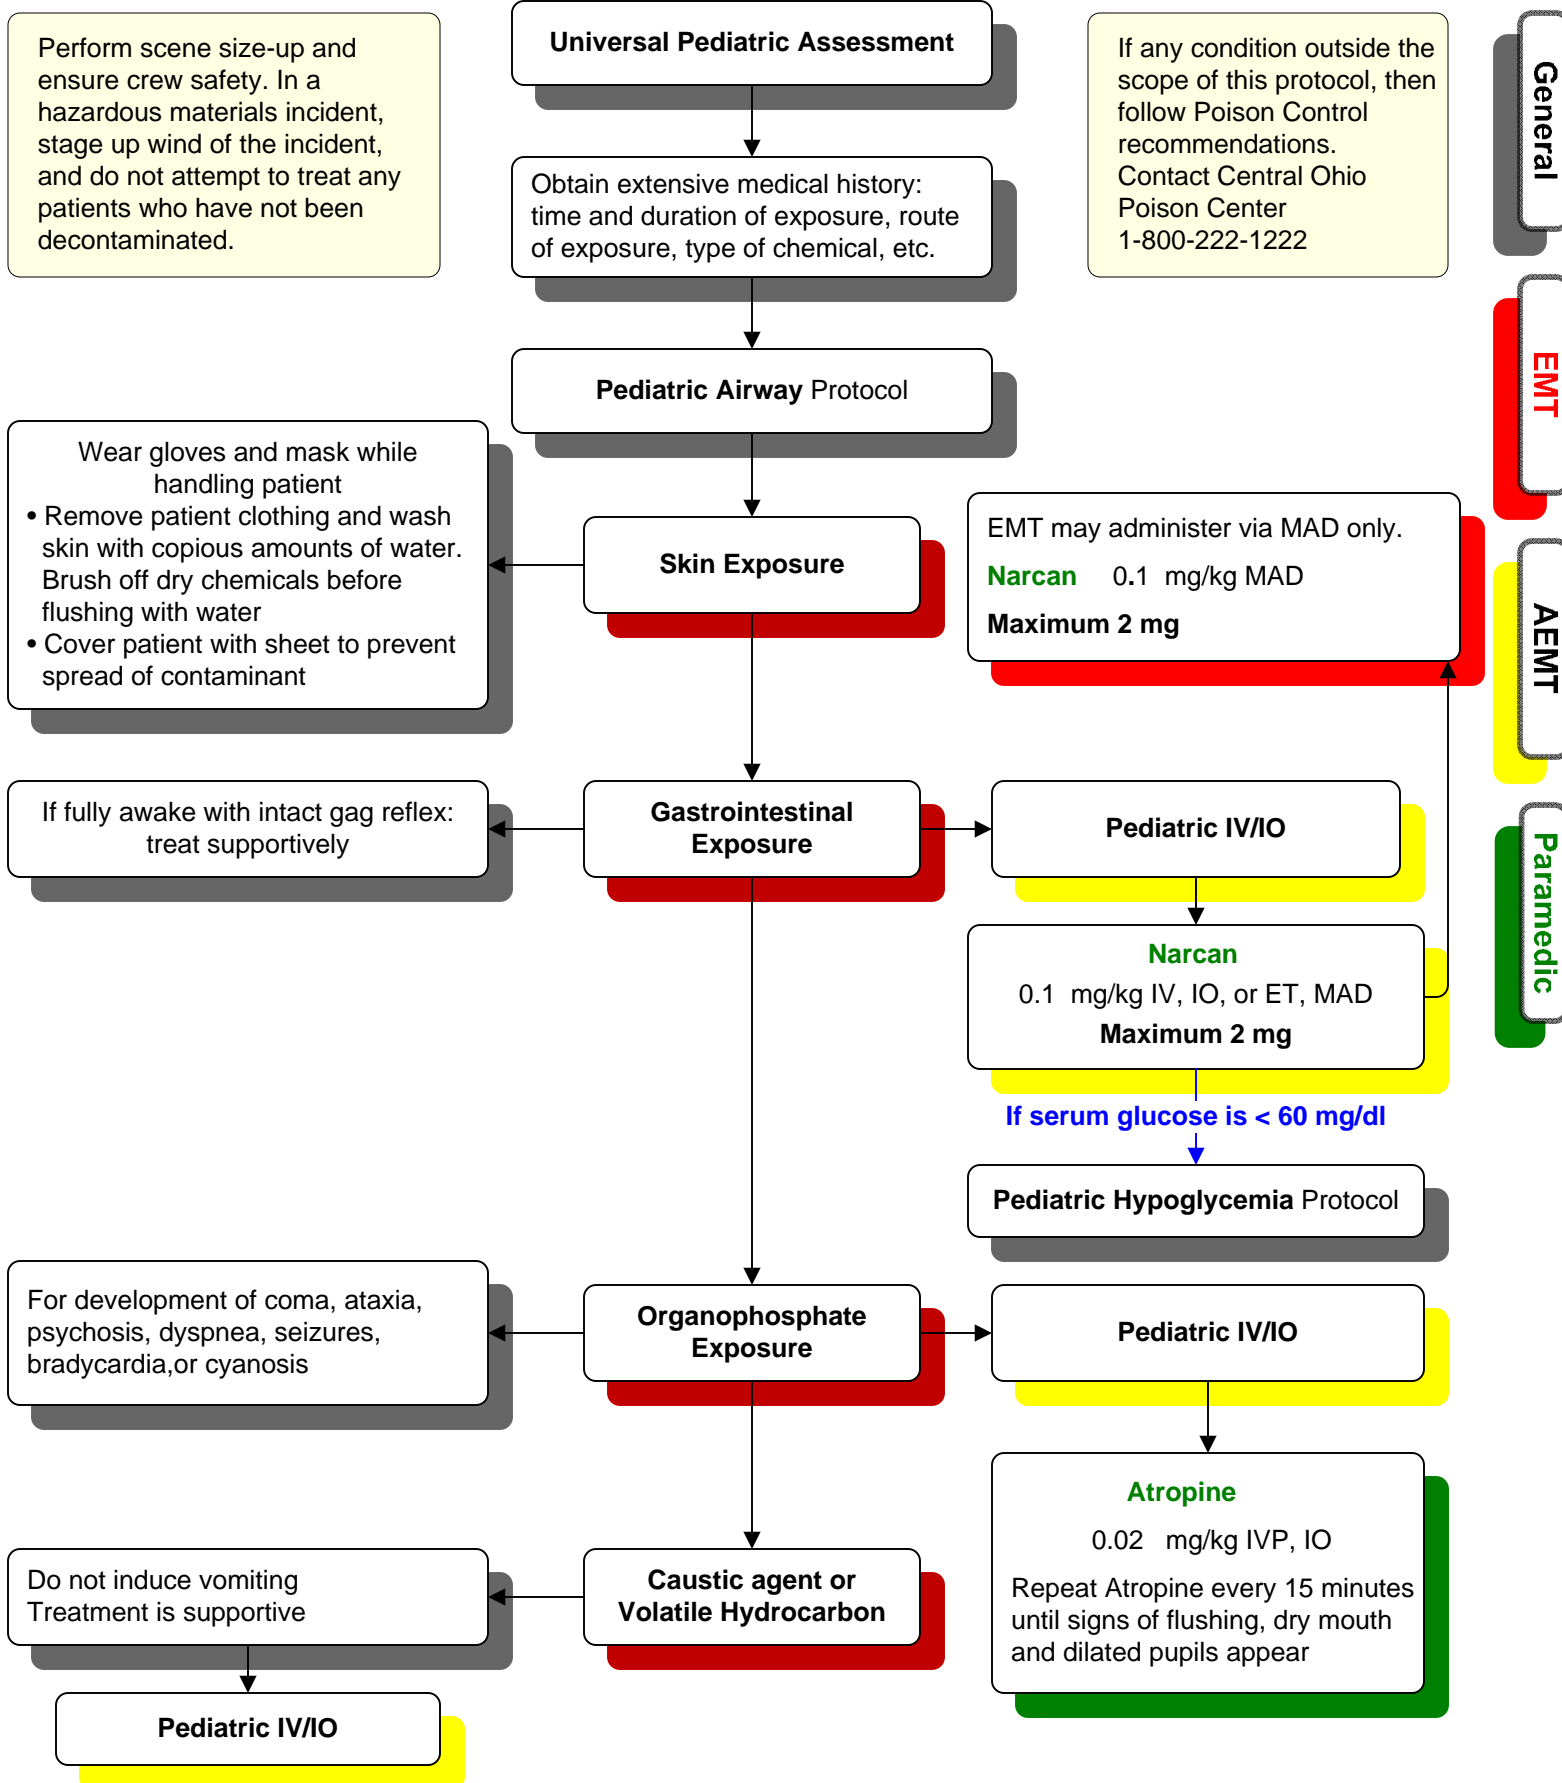 Perform scene size-up and
ensure crew safety. In a
hazardous materials incident,
stage up wind of the incident,
and do not attempt to treat any
patients who have not been
decontaminated.
Universal Pediatric Assessment
If any condition outside the
scope of this protocol, then
follow Poison Control
recommendations.
Contact Central Ohio
Poison Center
1-800-222-1222
General
Obtain extensive medical history:
time and duration of exposure, route
of exposure, type of chemical, etc.
EMT
Pediatric Airway Protocol
Wear gloves and mask while
handling patient
• Remove patient clothing and wash
skin with copious amounts of water.
Brush off dry chemicals before
flushing with water
• Cover patient with sheet to prevent
spread of contaminant
Skin Exposure
EMT may administer via MAD only.
Narcan 0.1 mg/kg MAD
Maximum 2 mg
AEMT
If fully awake with intact gag reflex:
treat supportively
Gastrointestinal
Exposure
Pediatric IV/IO
Paramedic
Narcan
0.1 mg/kg IV, IO, or ET, MAD
Maximum 2 mg
If serum glucose is < 60 mg/dl
Pediatric Hypoglycemia Protocol
For development of coma, ataxia,
psychosis, dyspnea, seizures,
bradycardia,or cyanosis
Organophosphate
Exposure
Pediatric IV/IO
Atropine
0.02 mg/kg IVP, IO
Repeat Atropine every 15 minutes
until signs of flushing, dry mouth
and dilated pupils appear
Do not induce vomiting
Treatment is supportive
Caustic agent or
Volatile Hydrocarbon
Pediatric IV/IO